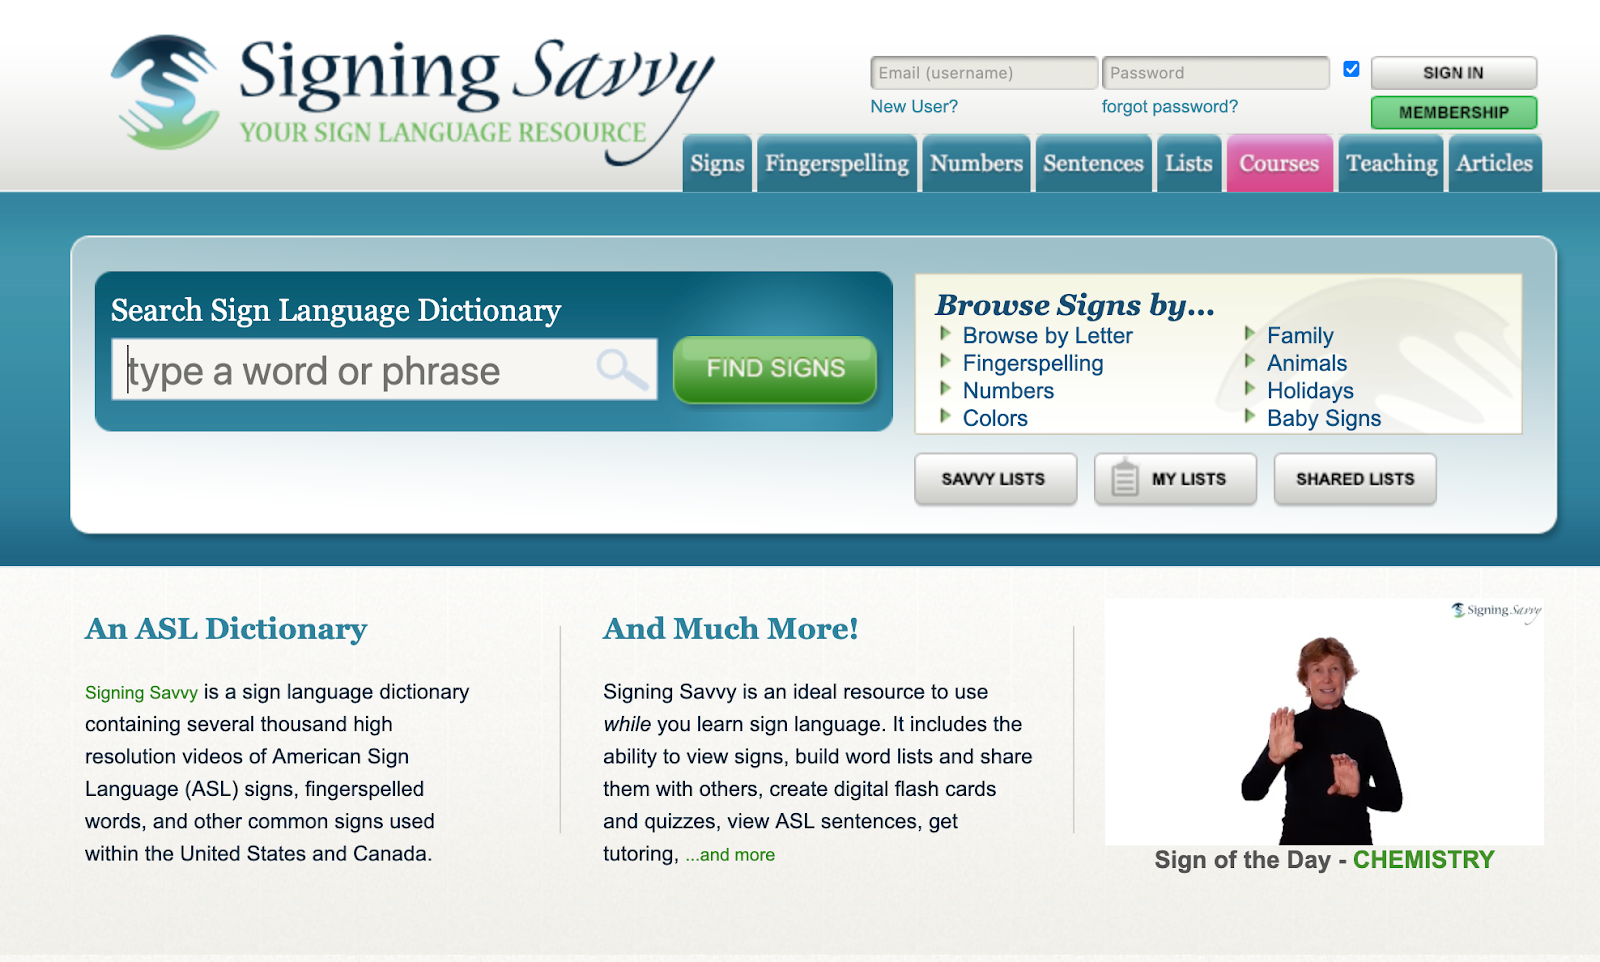 Signing Savvy
YOUR SIGN LANGUAGE RESOURCE
Email (username)
Password
SIGN IN
New User?
forgot password?
MEMBERSHIP
Signs
Fingerspelling
Numbers
Sentences
Lists
Courses
Teaching
Articles
Search Sign Language Dictionary
type a word or phrase
FIND SIGNS
Browse Signs by...
Browse by Letter
Fingerspelling
Numbers
Colors
Family
Animals
Holidays
Baby Signs
SAVVY LISTS
MY LISTS
SHARED LISTS
An ASL Dictionary
Signing Savvy is a sign language dictionary
containing several thousand high
resolution videos of American Sign
Language (ASL) signs, fingerspelled
words, and other common signs used
within the United States and Canada.
And Much More!
Signing Savvy is an ideal resource to use
while you learn sign language. It includes the
ability to view signs, build word lists and share
them with others, create digital flash cards
and quizzes, view ASL sentences, get
tutoring, ...and more
Signing Savvy
Sign of the Day - CHEMISTRY